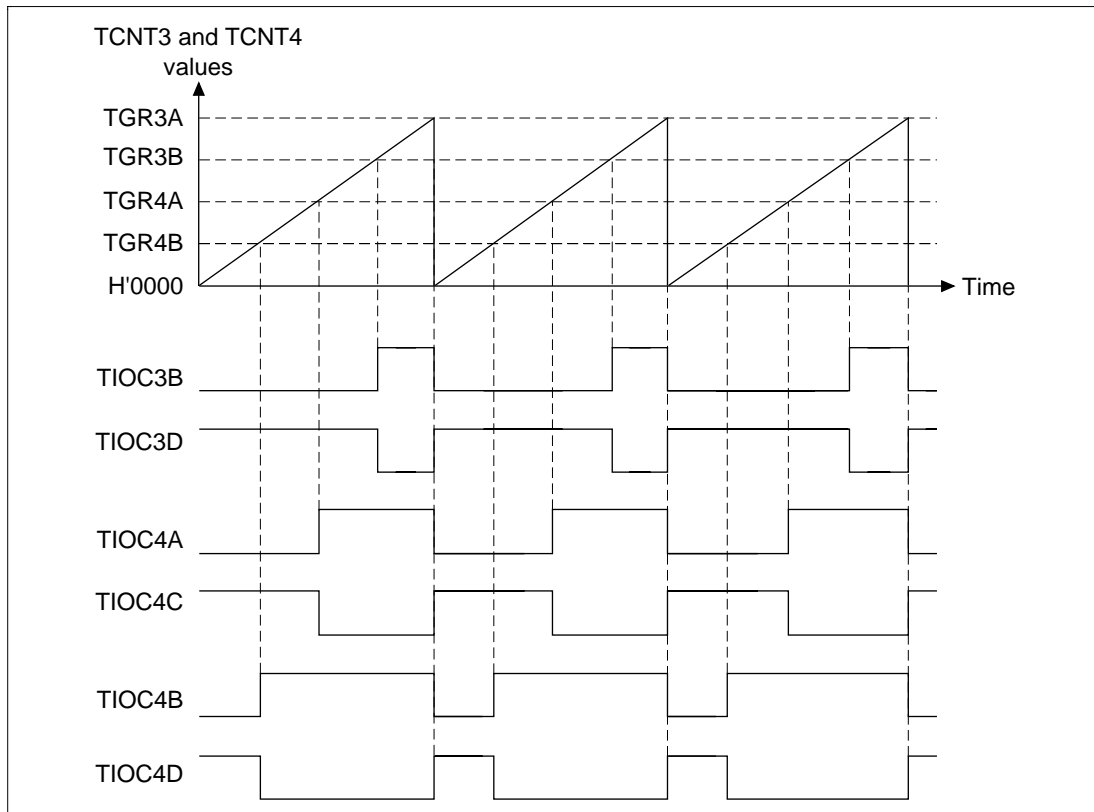 TCNT3 and TCNT4
values
TGR3A
TGR3B
TGR4A
TGR4B
H'0000
Time
TIOC3B
TIOC3D
TIOC4A
TIOC4C
TIOC4B
TIOC4D